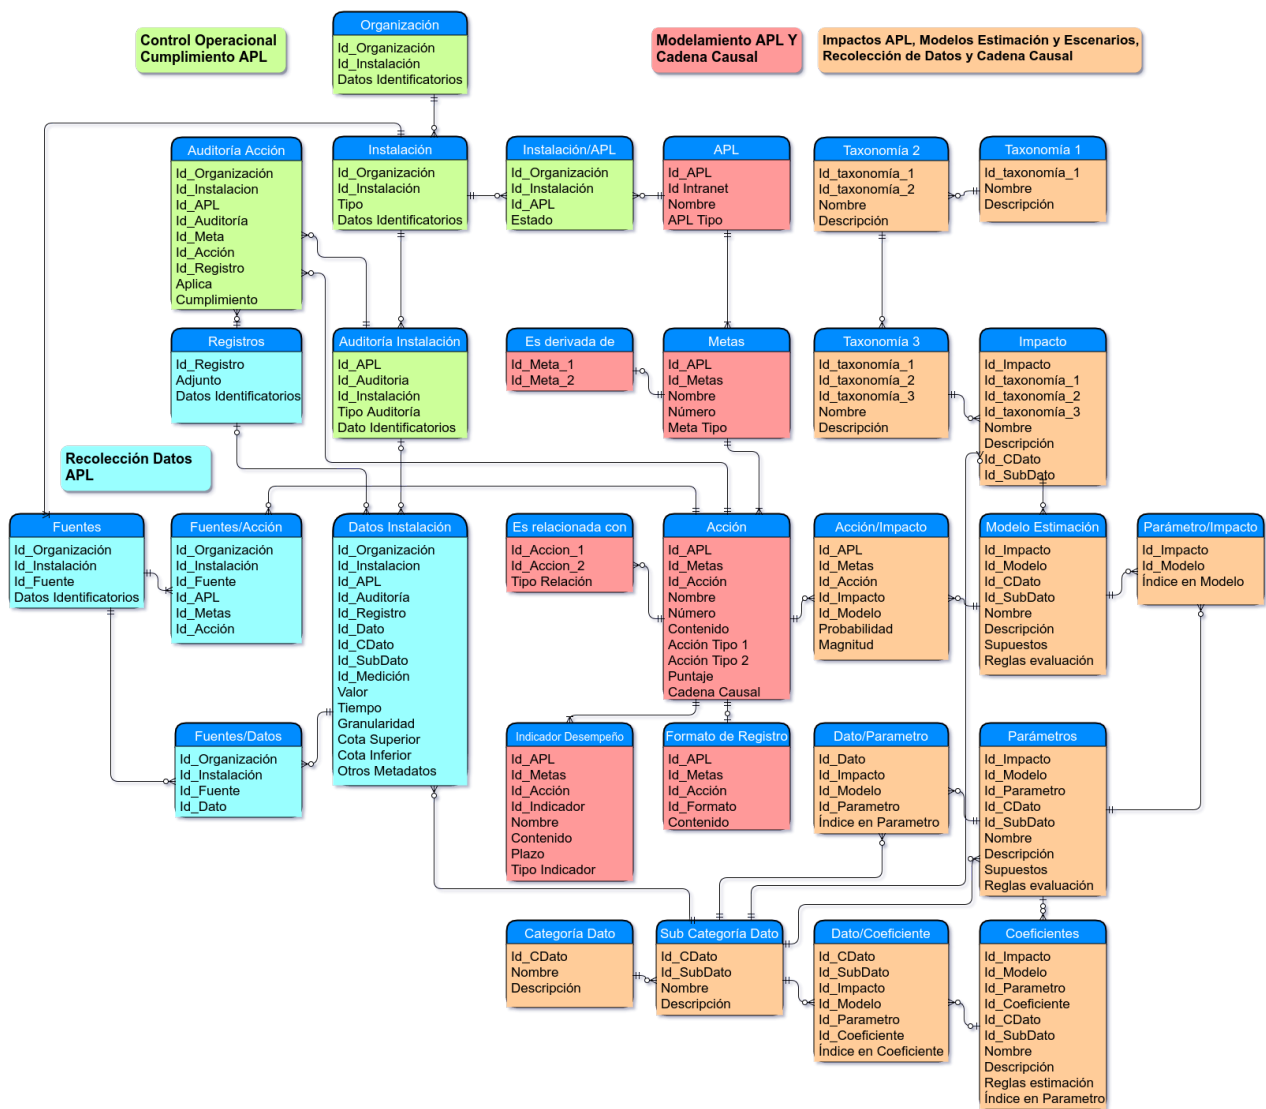 Organización
Id_Organización
Id_Instalación
Datos Identificatorios
Control Operacional
Cumplimiento APL
Modelamiento APL Y
Cadena Causal
Impactos APL, Modelos Estimación y Escenarios,
Recolección de Datos y Cadena Causal
Auditoría Acción
Id_Organización
Id_Instalacion
Id_APL
Id_Auditoría
Id_Meta
Id_Acción
Id_Registro
Aplica
Cumplimiento
Instalación
Id_Organización
Id_Instalación
Tipo
Datos Identificatorios
Instalación/APL
Id_Organización
Id_Instalación
Id_APL
Estado
APL
Id_APL
Id Intranet
Nombre
APL Tipo
Taxonomía 2
Id_taxonomía_1
Id_taxonomía_2
Nombre
Descripción
Taxonomía 1
Id_taxonomía_1
Nombre
Descripción
Registros
Id_Registro
Adjunto
Datos Identificatorios
Auditoría Instalación
Id_APL
Id_Auditoria
Id_Instalación
Tipo Auditoría
Dato Identificatorios
Es derivada de
Id_Meta_1
Id_Meta_2
Metas
Id_APL
Id_Metas
Nombre
Número
Meta Tipo
Taxonomía 3
Id_taxonomía_1
Id_taxonomía_2
Id_taxonomía_3
Nombre
Descripción
Impacto
Id_Impacto
Id_taxonomía_1
Id_taxonomía_2
Id_taxonomía_3
Nombre
Descripción
Id_CDato
Id_SubDato
Recolección Datos
APL
Fuentes
Id_Organización
Id_Instalación
Id_Fuente
Datos Identificatorios
Fuentes/Acción
Id_Organización
Id_Instalación
Id_Fuente
Id_APL
Id_Metas
Id_Acción
Datos Instalación
Id_Organización
Id_Instalacion
Id_APL
Id_Auditoría
Id_Registro
Id_Dato
Id_CDato
Id_SubDato
Id_Medición
Valor
Tiempo
Granularidad
Cota Superior
Cota Inferior
Otros Metadatos
Es relacionada con
Id_Accion_1
Id_Accion_2
Tipo Relación
Acción
Id_APL
Id_Metas
Id_Acción
Nombre
Número
Contenido
Acción Tipo 1
Acción Tipo 2
Puntaje
Cadena Causal
Acción/Impacto
Id_APL
Id_Metas
Id_Acción
Id_Impacto
Id_Modelo
Probabilidad
Magnitud
Modelo Estimación
Id_Impacto
Id_Modelo
Id_CDato
Id_SubDato
Nombre
Descripción
Supuestos
Reglas evaluación
Parámetro/Impacto
Id_Impacto
Id_Modelo
Índice en Modelo
Fuentes/Datos
Id_Organización
Id_Instalación
Id_Fuente
Id_Dato
Indicador Desempeño
Id_APL
Id_Metas
Id_Acción
Id_Indicador
Nombre
Contenido
Plazo
Tipo Indicador
Formato de Registro
Id_APL
Id_Metas
Id_Acción
Id_Formato
Contenido
Dato/Parametro
Id_Dato
Id_Impacto
Id_Modelo
Id_Parametro
Índice en Parametro
Parámetros
Id_Impacto
Id_Modelo
Id_Parametro
Id_CDato
Id_SubDato
Nombre
Descripción
Supuestos
Reglas evaluación
Categoría Dato
Id_CDato
Nombre
Descripción
Sub Categoría Dato
Id_CDato
Id_SubDato
Nombre
Descripción
Dato/Coeficiente
Id_CDato
Id_SubDato
Id_Impacto
Id_Modelo
Id_Parametro
Id_Coeficiente
Índice en Coeficiente
Coeficientes
Id_Impacto
Id_Modelo
Id_Parametro
Id_Coeficiente
Id_CDato
Id_SubDato
Nombre
Descripción
Reglas estimación
Índice en Parametro